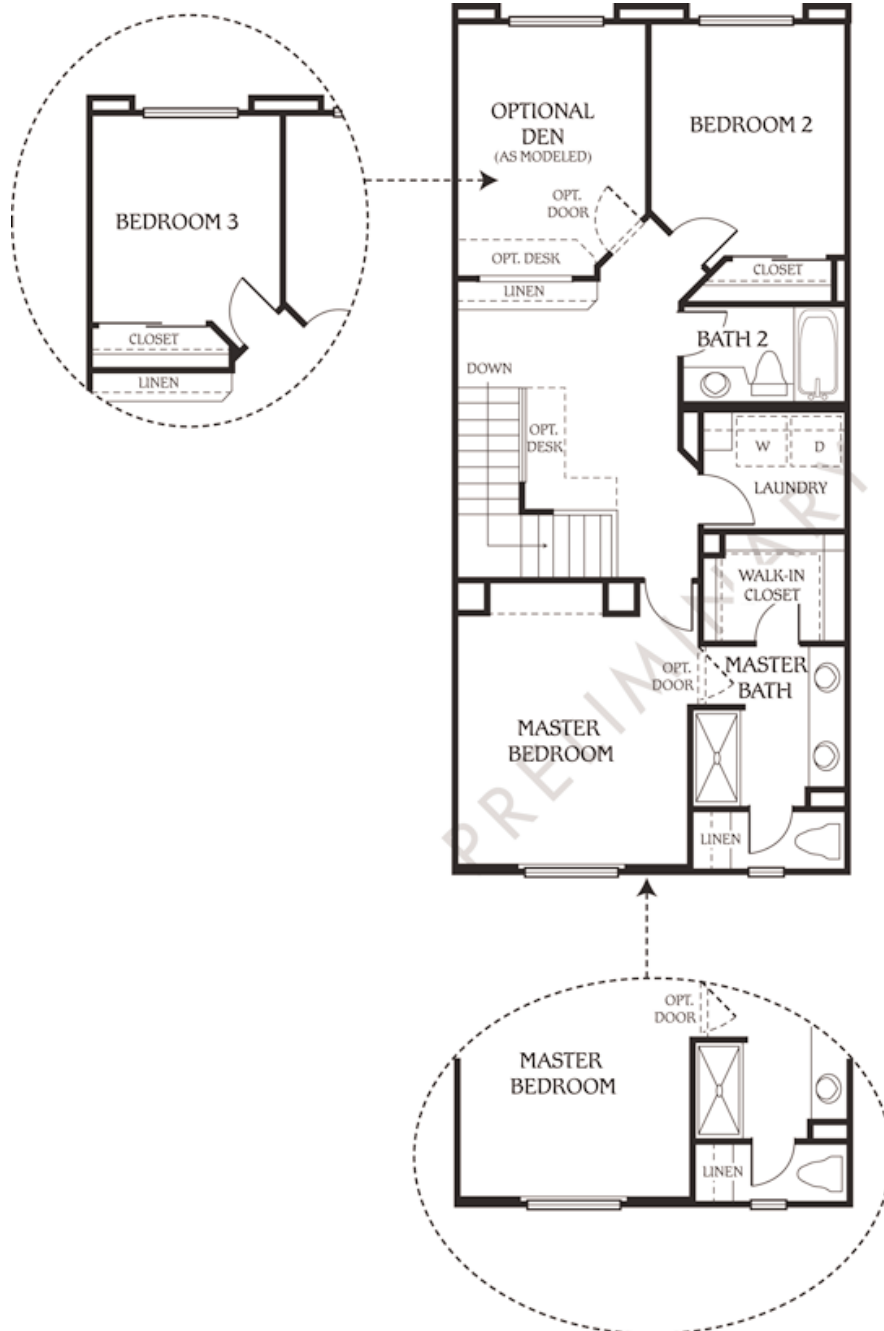 OPTIONAL
DEN
(AS MODELED)
BEDROOM 2
OPT.
DOOR
OPT. DESK
CLOSET
LINEN
BATH 2
DOWN
OPT.
DESK
W
D
LAUNDRY
WALK-IN
CLOSET
OPT.
DOOR
MASTER
BATH
MASTER
BEDROOM
LINEN
PRELIMINARY
BEDROOM 3
CLOSET
LINEN
OPT.
DOOR
MASTER
BEDROOM
LINEN